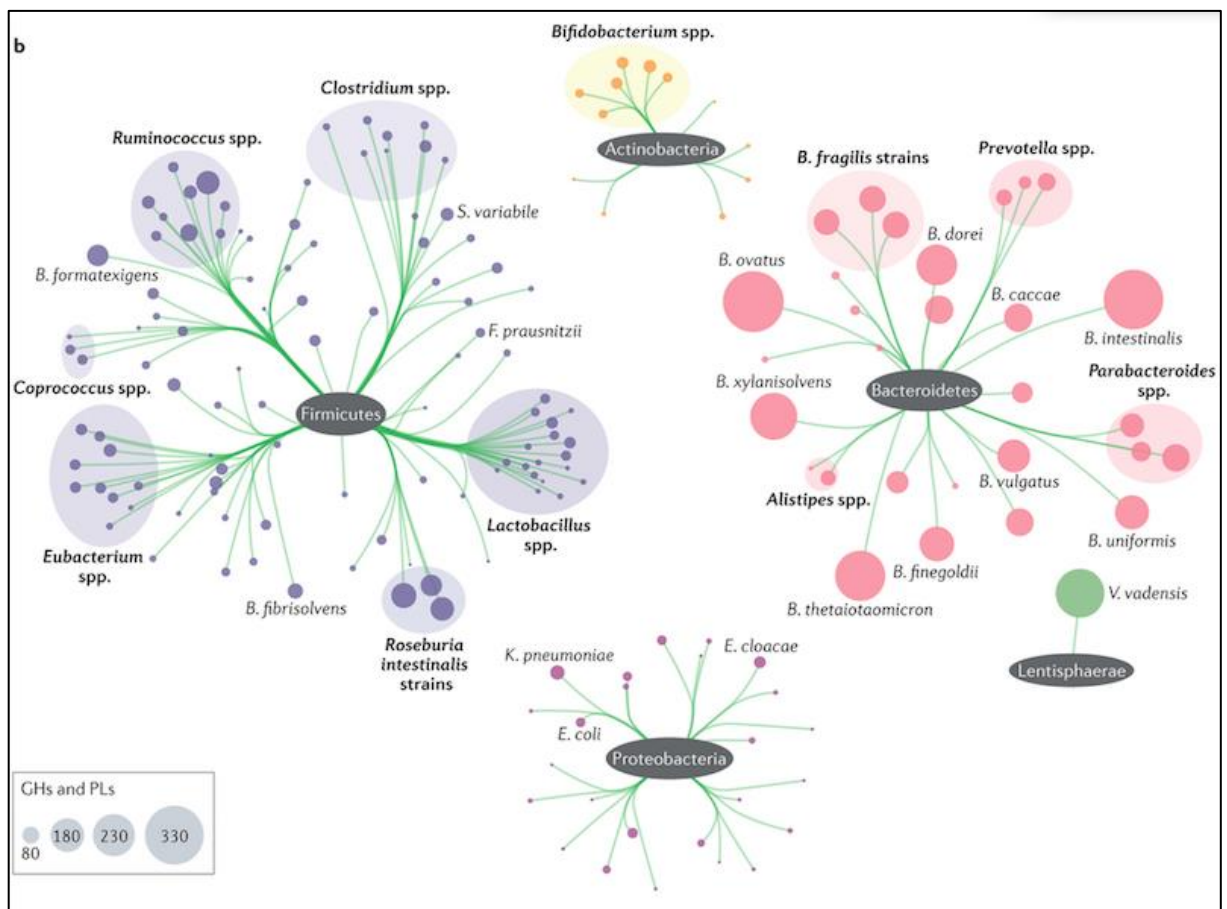 b
Bifidobacterium spp.
Clostridium spp.
Ruminococcus spp.
Actinobacteria
B. fragilis strains
Prevotella spp.
S. variabile
B. formatexigens
B. dorei
B. ovatus
B. caccae
F. prausnitzii
B. intestinalis
Coprococcus spp.
Firmicutes
B. xylanisolvens
Bacteroidetes
Parabacteroides
spp.
Alistipes spp.
B. vulgatus
Lactobacillus
spp.
Eubacterium
spp.
B. uniformis
B. finegoldii
B. thetaiotaomicron
B. fibrisolvens
V. vadensis
Roseburia
intestinalis
strains
Lentisphaerae
K. pneumoniae
E. cloacae
E. coli
Proteobacteria
GHs and PLs
80
180
230
330